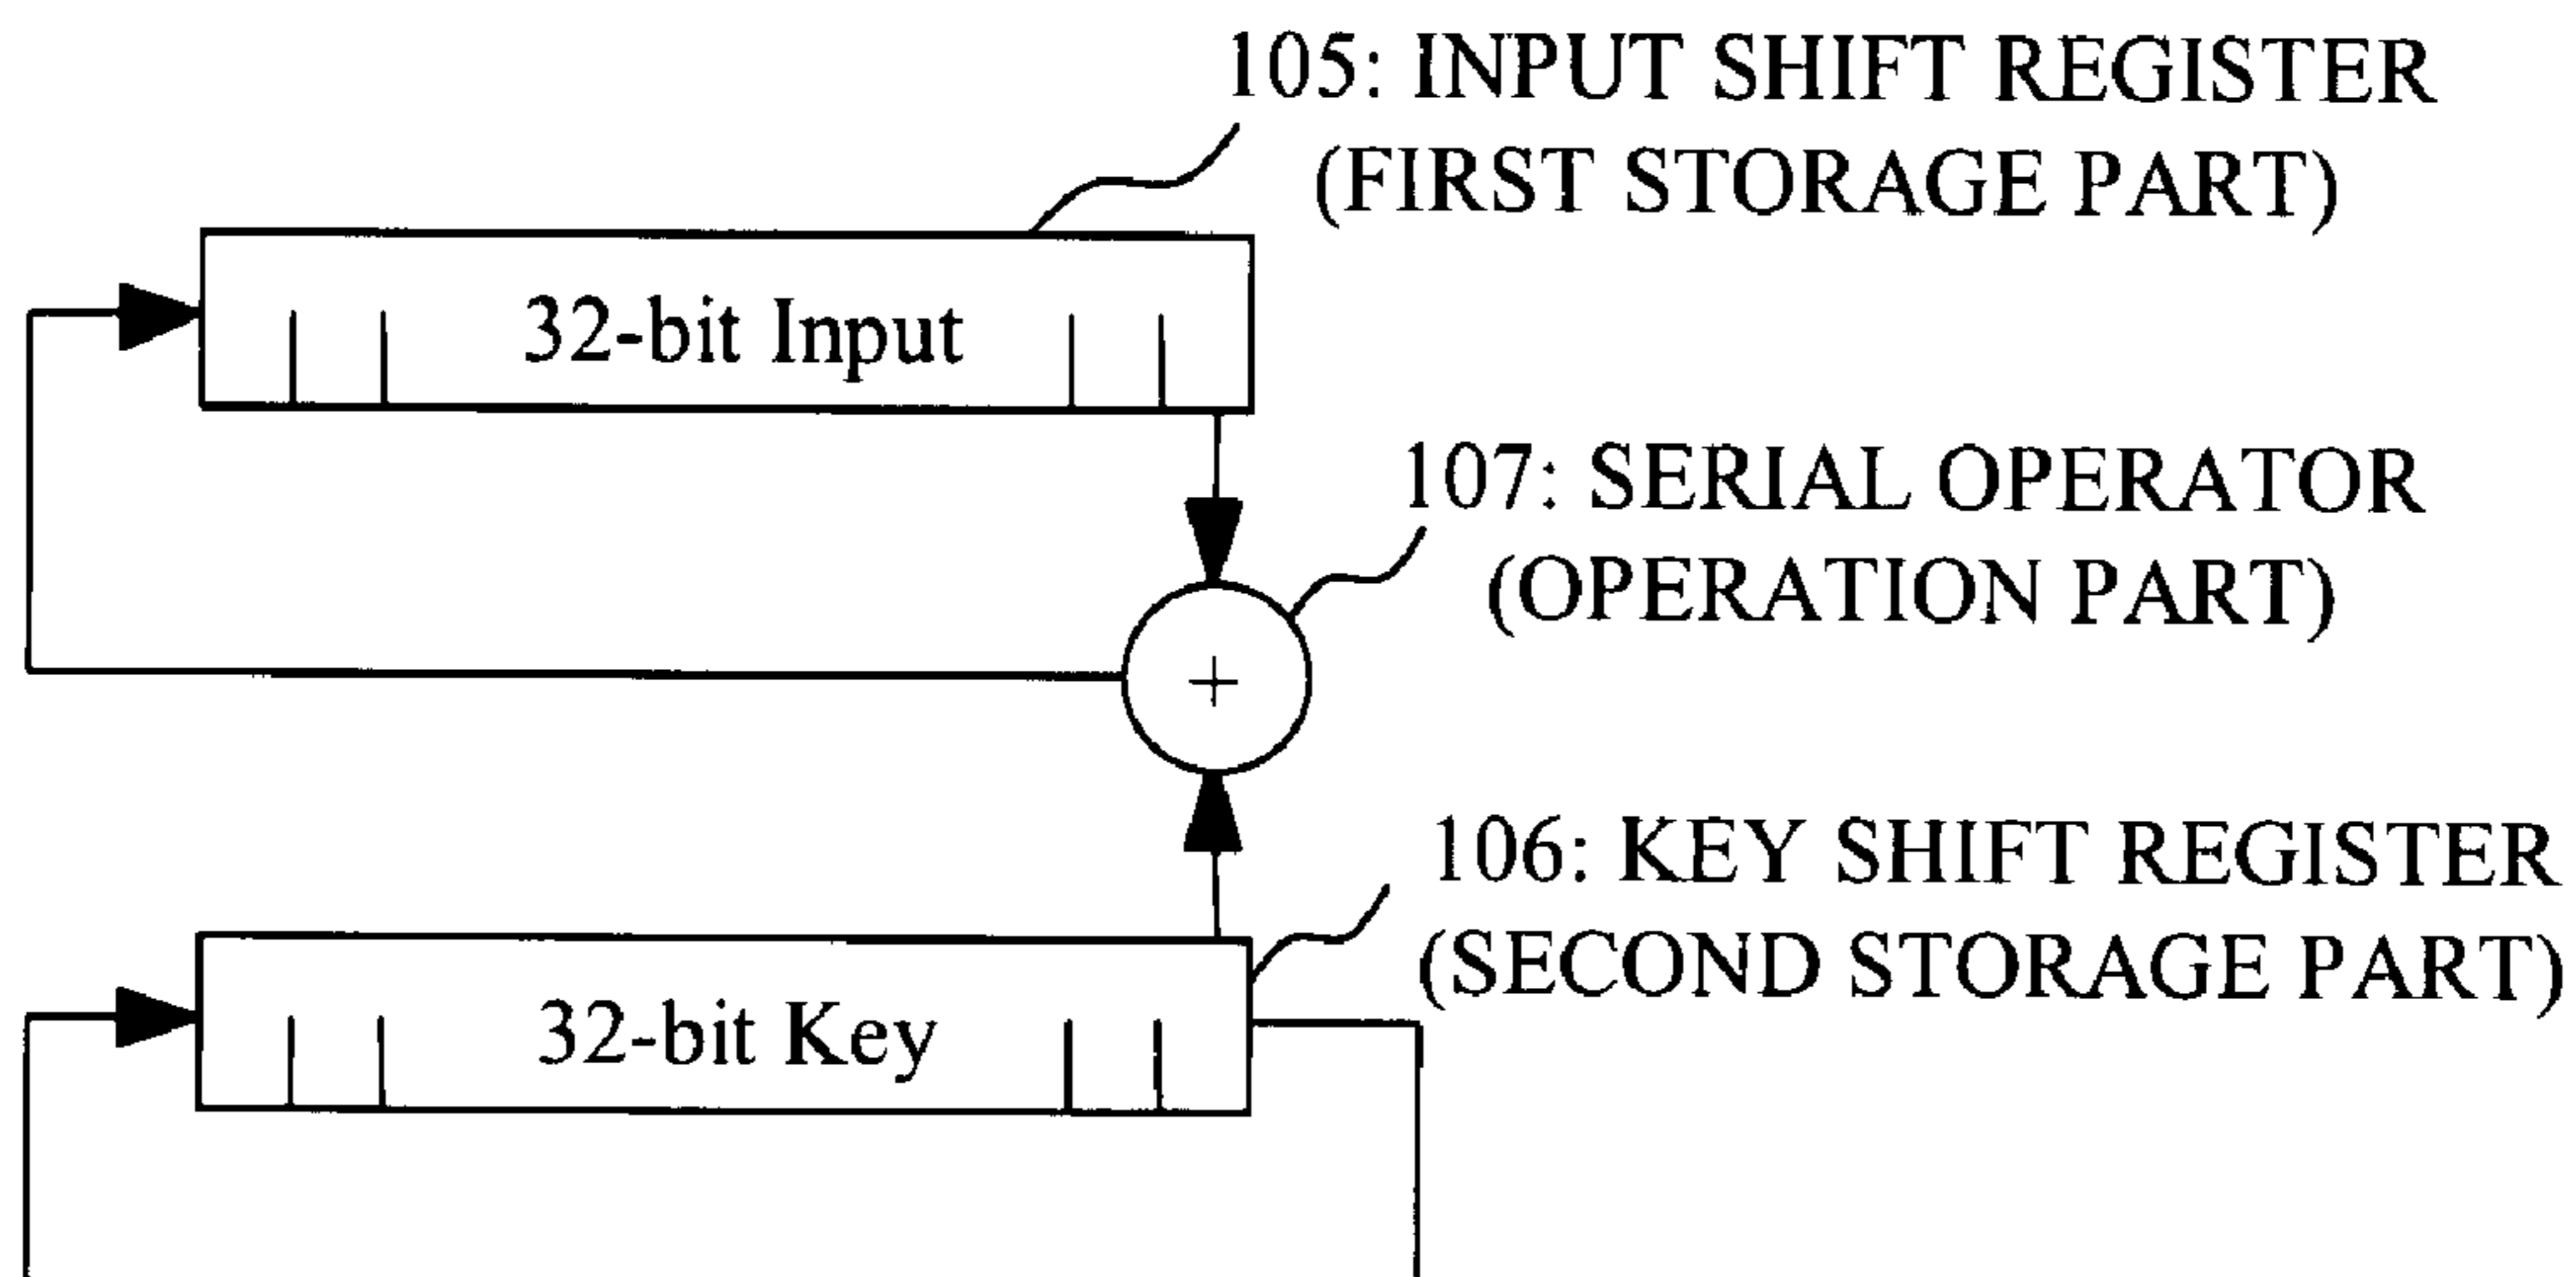 105: INPUT SHIFT REGISTER
(FIRST STORAGE PART)
32-bit Input
107: SERIAL OPERATOR
(OPERATION PART)
+
106: KEY SHIFT REGISTER
(SECOND STORAGE PART)
32-bit Key